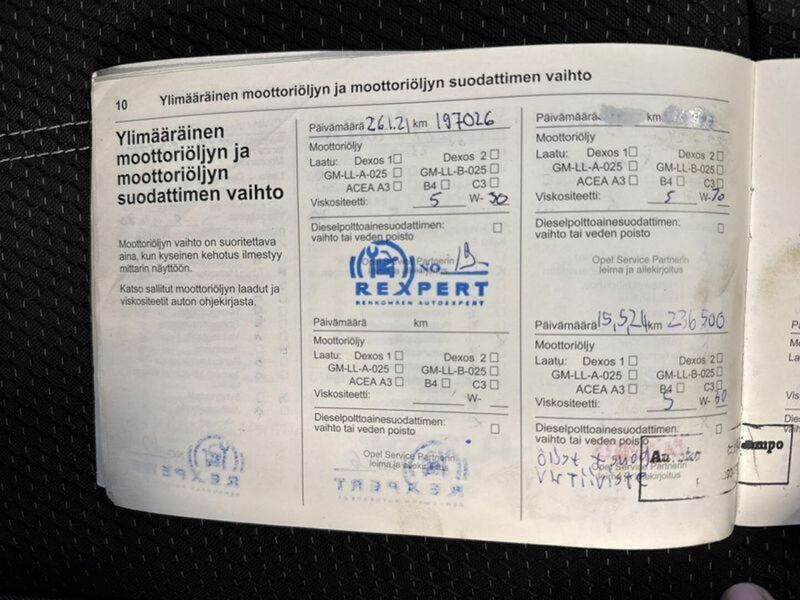 10 Ylimääräinen moottoriöljyn ja moottoriöljyn suodattimen vaihto
Ylimääräinen
moottoriöljyn ja
moottoriöljyn
suodattimen vaihto
Moottoriöljyn vaihto on suoritettava
aina, kun kyseinen kehotus ilmestyy
mittarin näyttöön.
Katso sallitut moottoriöljyn laadut ja
viskositeetit auton ohjekirjasta.
Päivämäärä 26.1.21 km 197026
Moottoriöljy
Laatu: Dexos 1 Dexos 2
GM-LL-A-025 GM-LL-B-025
ACEA A3 B4 C3
Viskositeetti: 5 W- 30
Dieselpolttoainesuodattimen:
vaihto tai veden poisto
Opel Service Partnerin
NO. 19
REXPERT
RENKOMÄEN AUTOEXPERT
Päivämäärä km
Moottoriöljy
Laatu: Dexos 1 Dexos 2
GM-LL-A-025 GM-LL-B-025
ACEA A3 B4 C3
Viskositeetti: W-
Dieselpolttoainesuodattimen:
vaihto tai veden poisto
Opel Service Partnerin
leima ja allekirjoitus
Päivämäärä km
Moottoriöljy
Laatu: Dexos 1 Dexos 2
GM-LL-A-025 GM-LL-B-025
ACEA A3 B4 C3
Viskositeetti: 5 W-
Dieselpolttoainesuodattimen:
vaihto tai veden poisto
Opel Service Partnerin
leima ja allekirjoitus
Päivämäärä 15,5,24 km 236500
Moottoriöljy
Laatu: Dexos 1 Dexos 2
GM-LL-A-025 GM-LL-B-025
ACEA A3 B4 C3
Viskositeetti: 5 W-
Dieselpolttoainesuodattimen:
vaihto tai veden poisto
Opel Service Partnerin